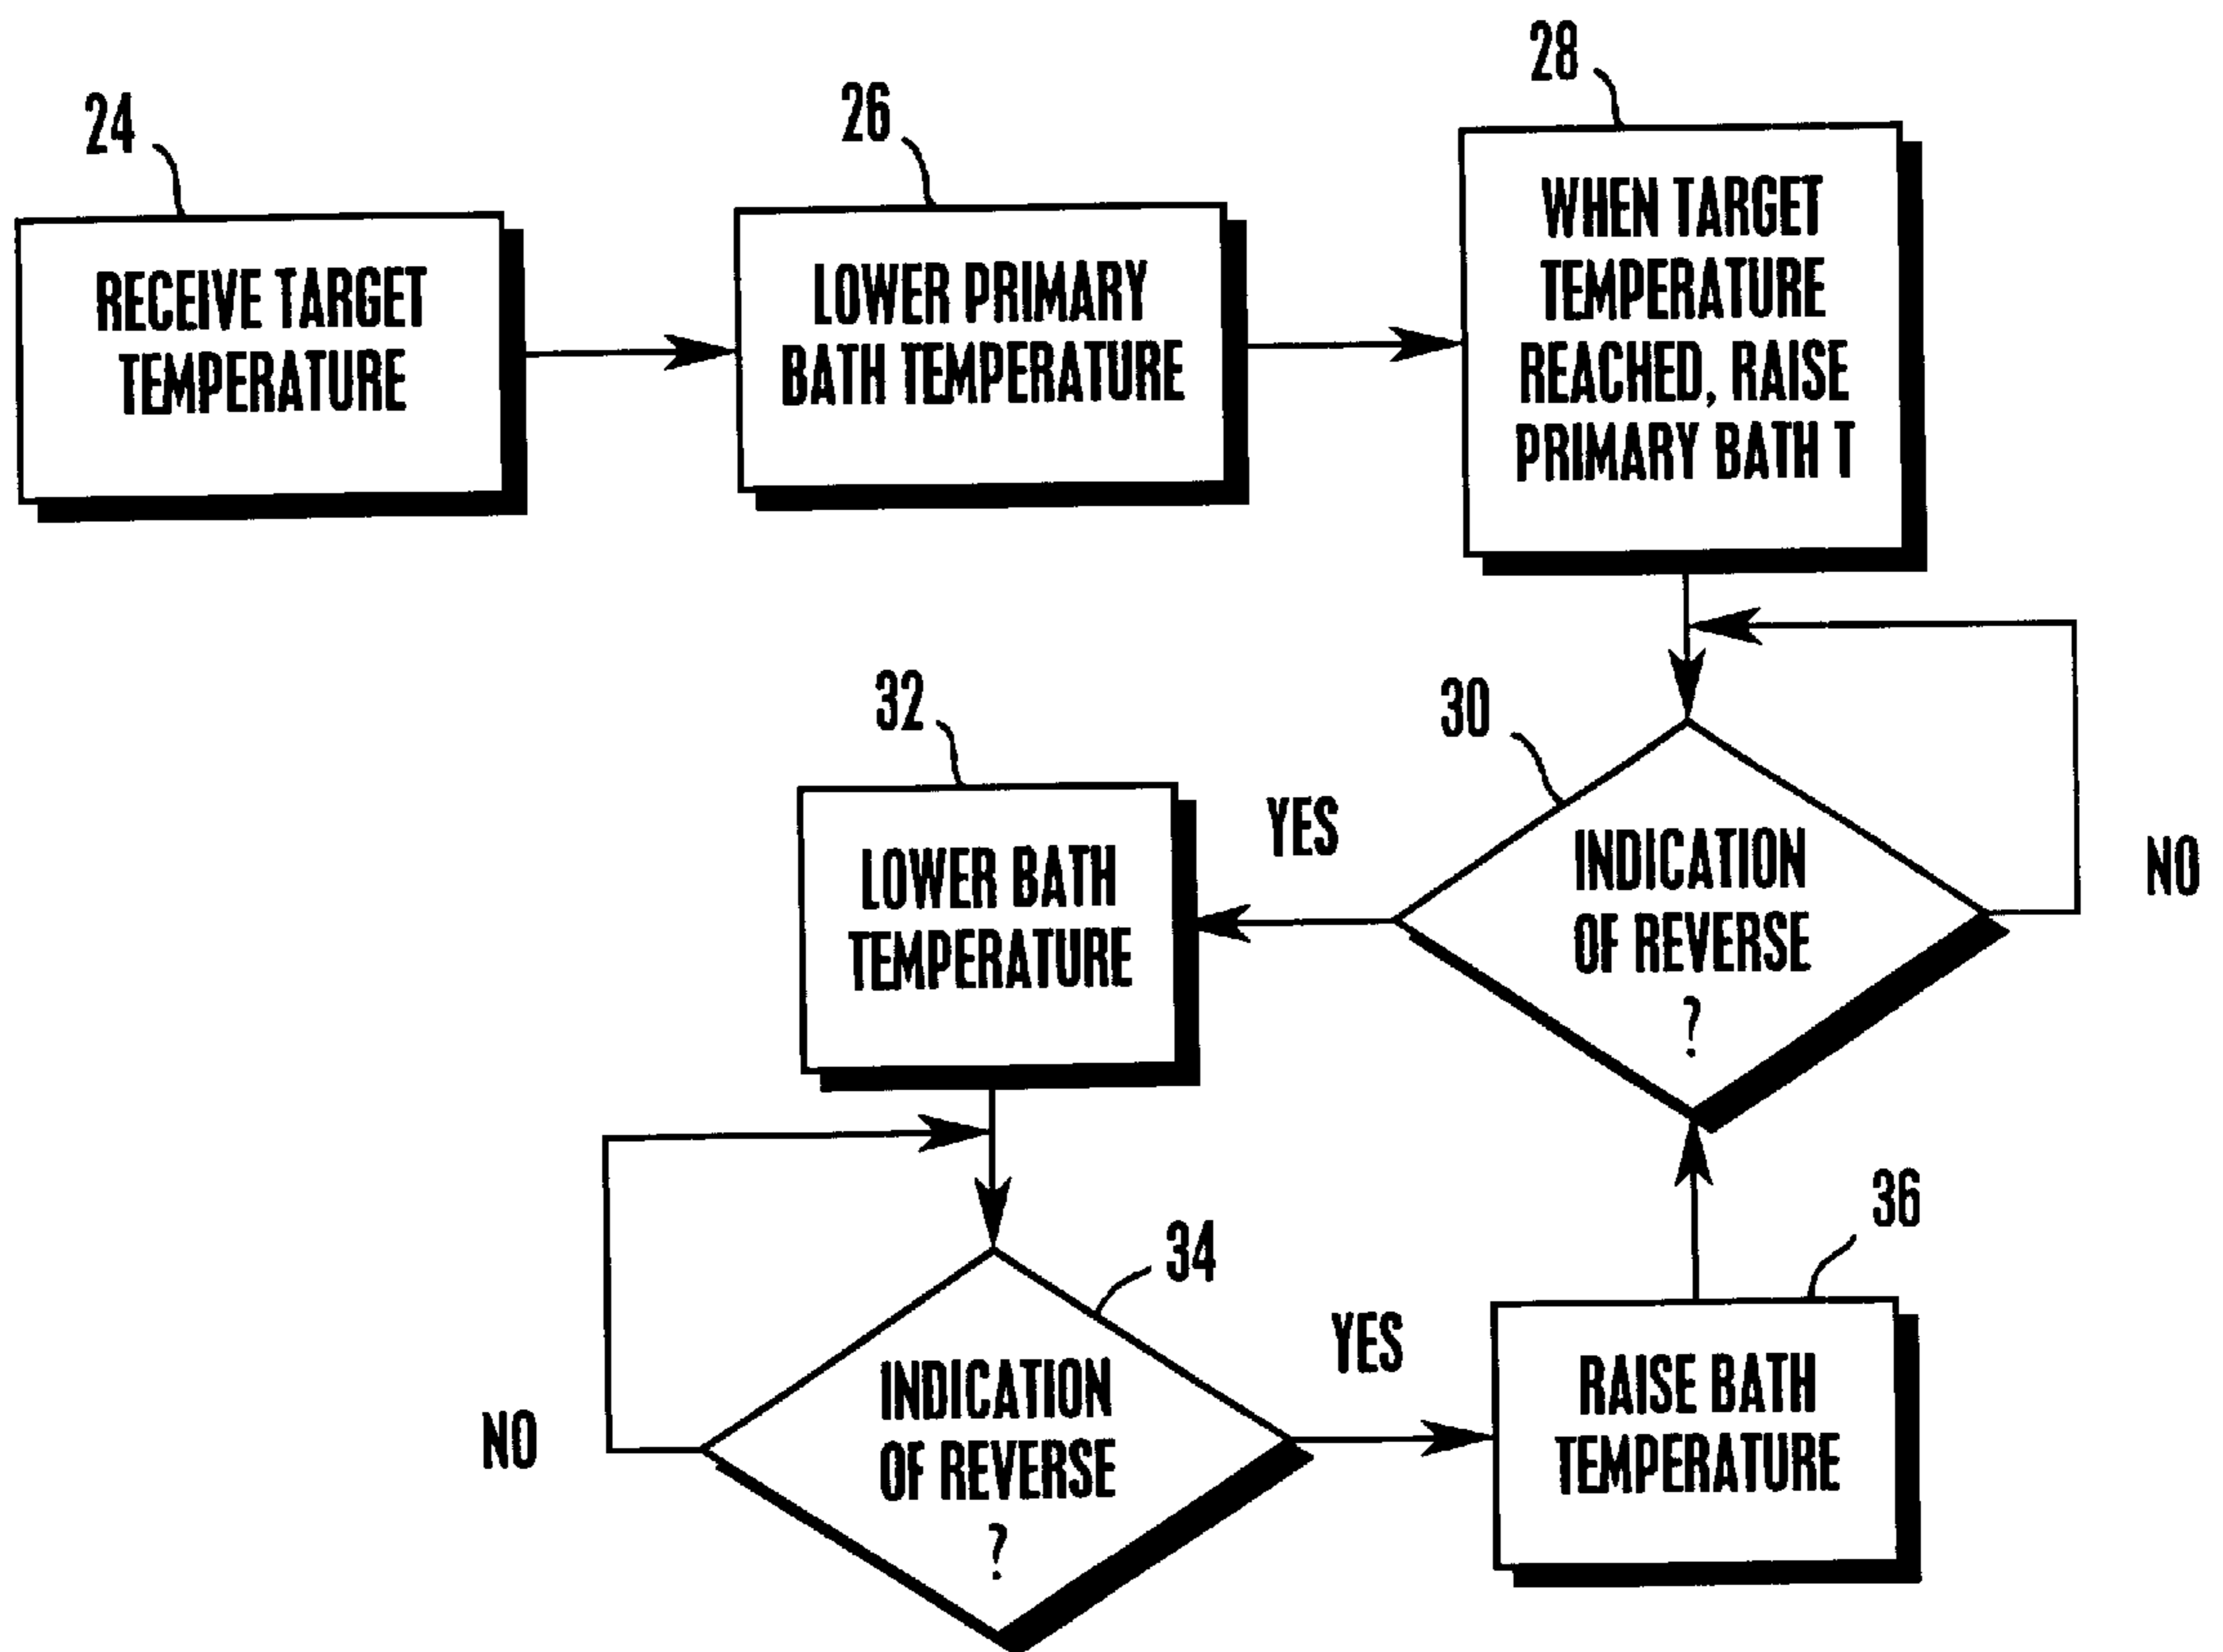 24
RECEIVE TARGET
TEMPERATURE
26
LOWER PRIMARY
BATH TEMPERATURE
28
WHEN TARGET
TEMPERATURE
REACHED, RAISE
PRIMARY BATH T
30
INDICATION
OF REVERSE
?
NO
YES
32
LOWER BATH
TEMPERATURE
34
INDICATION
OF REVERSE
?
NO
YES
36
RAISE BATH
TEMPERATURE